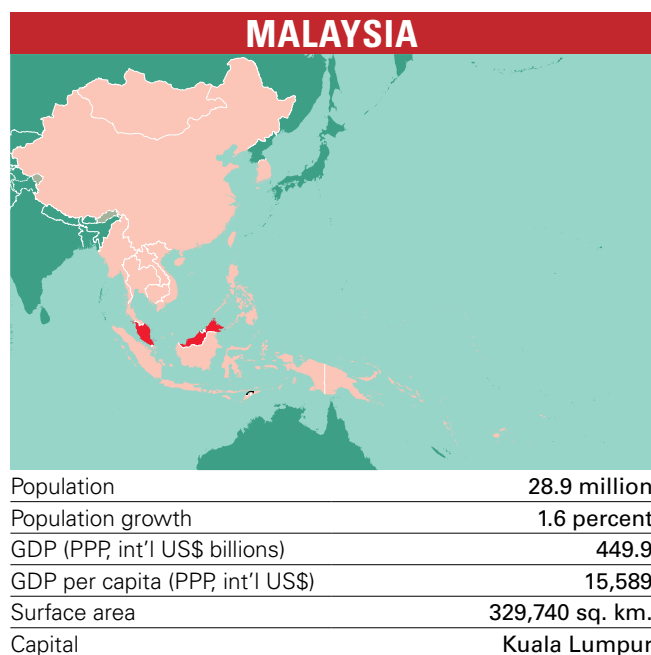 MALAYSIA
Population 28.9 million
Population growth 1.6 percent
GDP (PPP, int'l US$ billions) 449.9
GDP per capita (PPP, int'l US$) 15,589
Surface area 329,740 sq. km.
Capital Kuala Lumpur